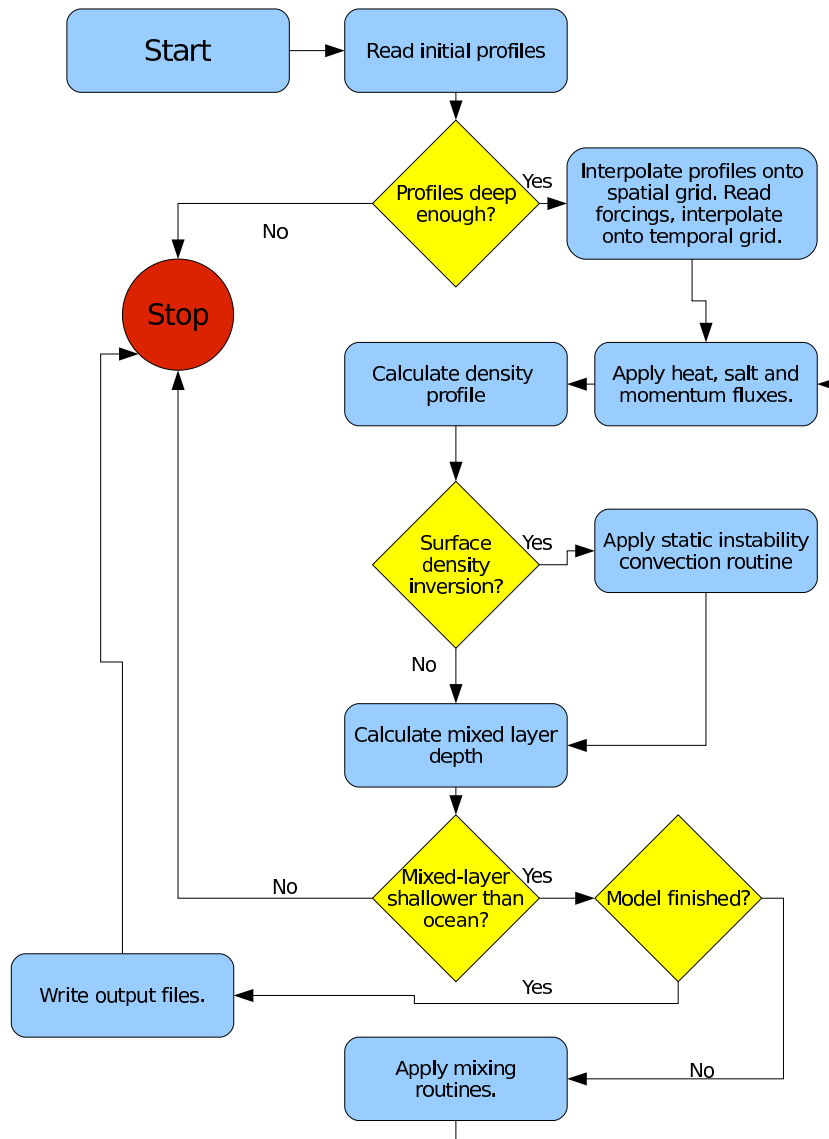 Start
Read initial profiles
Profiles deep
enough?
Yes
No
Interpolate profiles onto
spatial grid. Read
forcings, interpolate
onto temporal grid.
Stop
Calculate density
profile
Apply heat, salt and
momentum fluxes.
Surface
density
inversion?
Yes
No
Apply static instability
convection routine
Calculate mixed layer
depth
Mixed-layer
shallower than
ocean?
No
Yes
Model finished?
Write output files.
Yes
No
Apply mixing
routines.